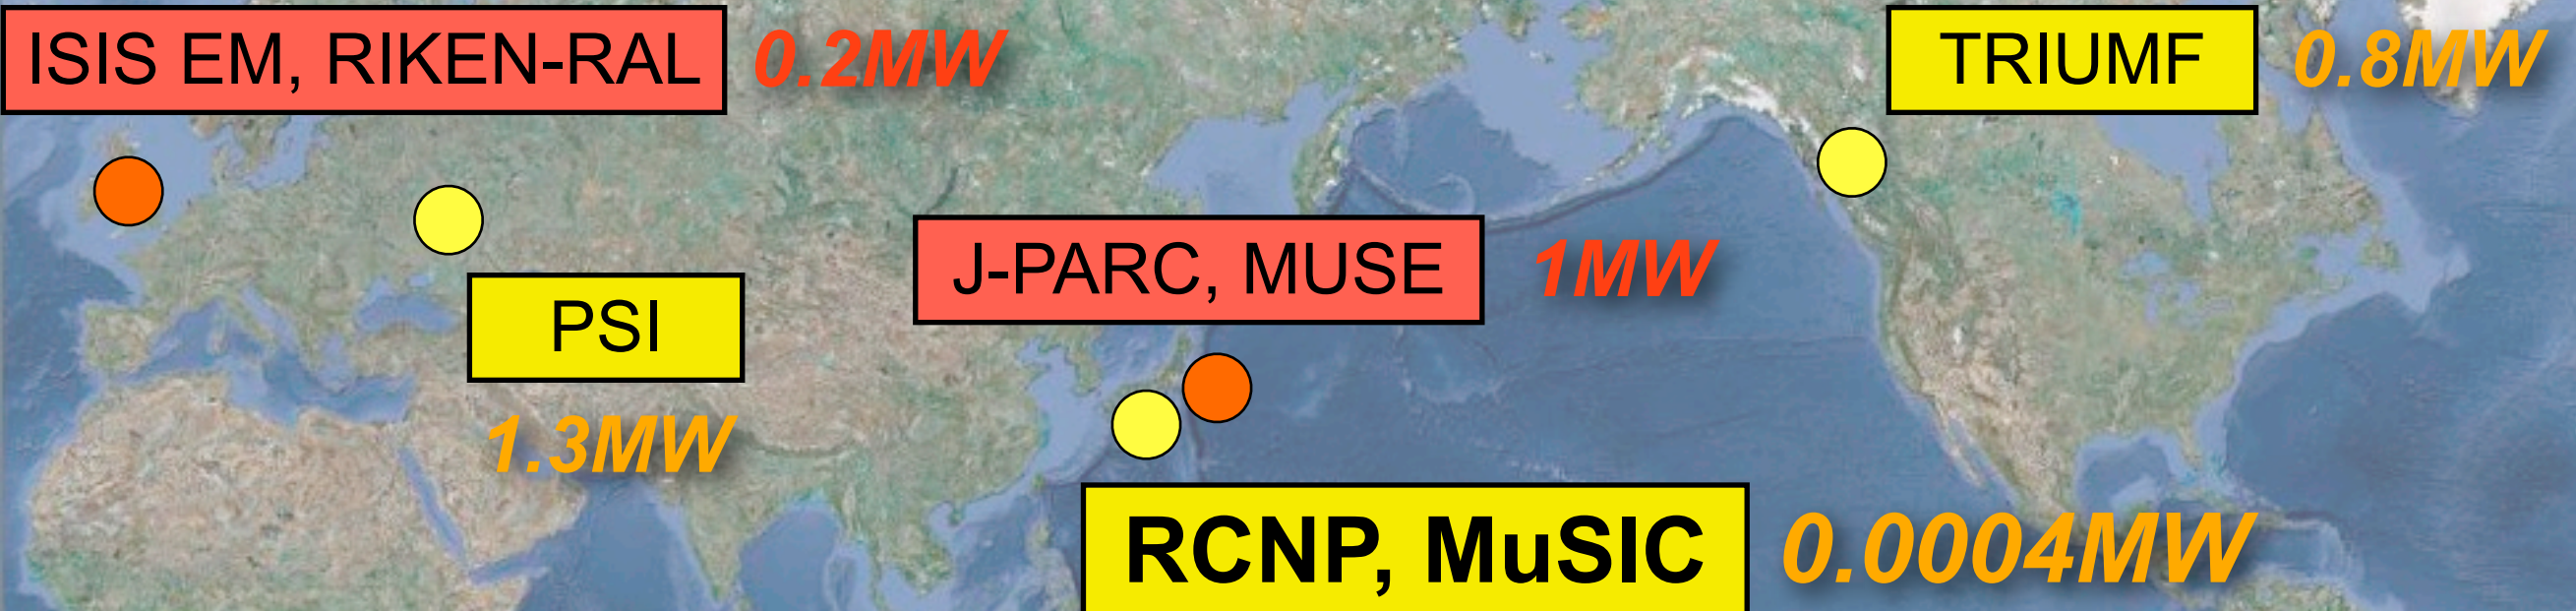 ISIS EM, RIKEN-RAL 0.2MW
TRIUMF 0.8MW
J-PARC, MUSE 1MW
PSI
1.3MW
RCNP, MuSIC 0.0004MW